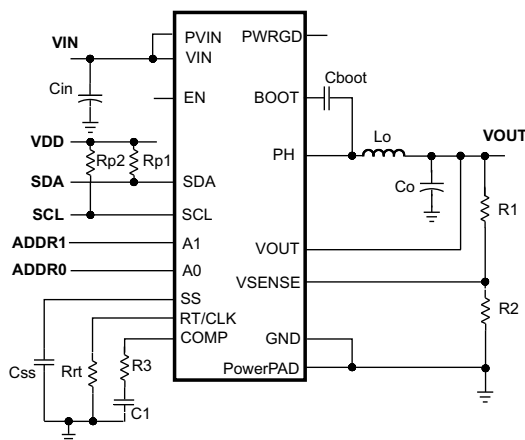 PVIN
PWRGD
VIN
VIN
Cin
EN
BOOT
Cboot
VDD
Rp2
Rp1
PH
Lo
VOUT
SDA
SDA
Co
R1
SCL
SCL
ADDR1
A1
VOUT
ADDR0
A0
VSENSE
SS
R2
RT/CLK
COMP
GND
Css
Rrt
R3
PowerPAD
C1